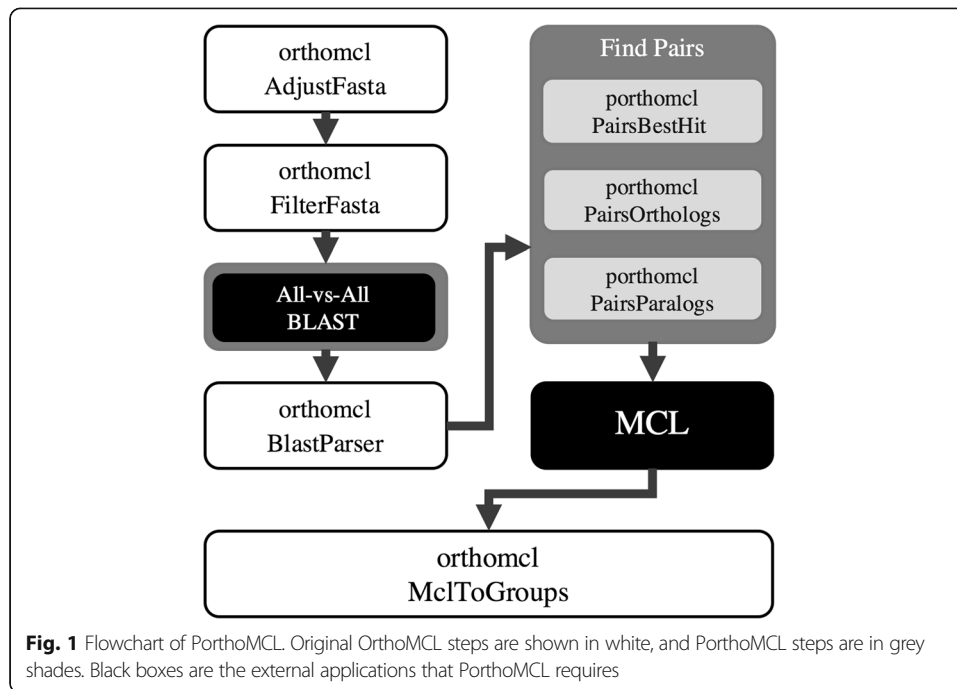 orthomcl
AdjustFasta
orthomcl
FilterFasta
All-vs-All
BLAST
orthomcl
BlastParser
Find Pairs
porthomcl
PairsBestHit
porthomcl
PairsOrthologs
porthomcl
PairsParalogs
MCL
orthomcl
MclToGroups
Fig. 1 Flowchart of PorthoMCL. Original OrthoMCL steps are shown in white, and PorthoMCL steps are in grey
shades. Black boxes are the external applications that PorthoMCL requires